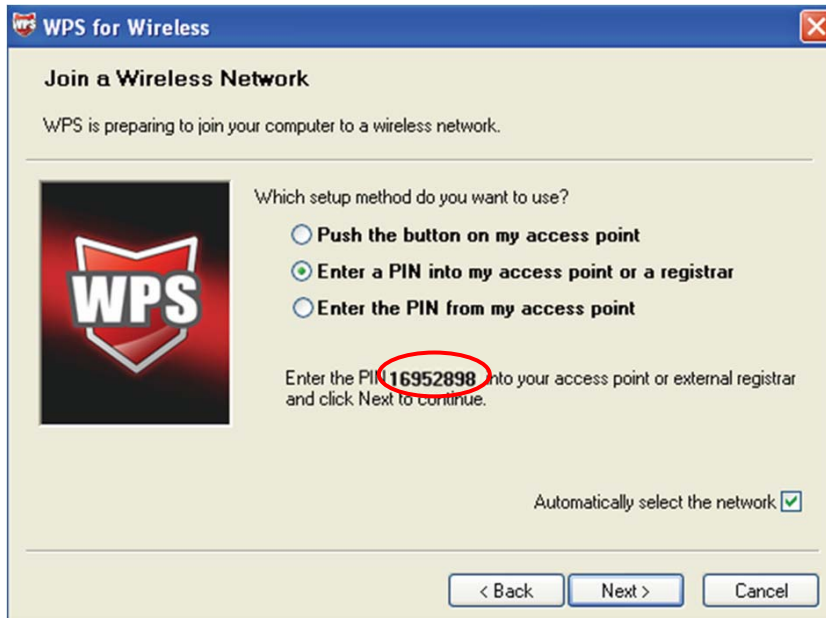 WPS for Wireless
Join a Wireless Network
WPS is preparing to join your computer to a wireless network.
Which setup method do you want to use?
Push the button on my access point
Enter a PIN into my access point or a registrar
Enter the PIN from my access point
WPS
Enter the PIN 16952898 into your access point or external registrar
and click Next to continue.
Automatically select the network
< Back
Next >
Cancel